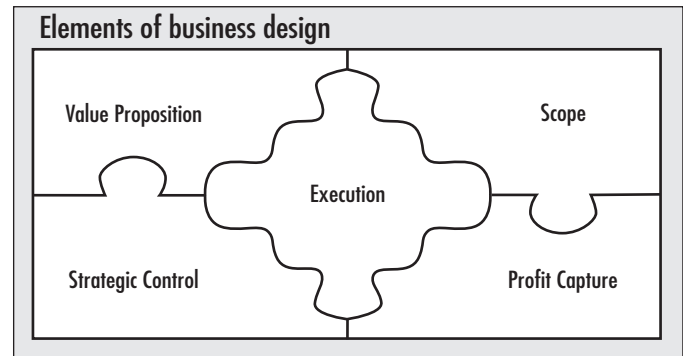 Elements of business design
Value Proposition
Scope
Execution
Strategic Control
Profit Capture